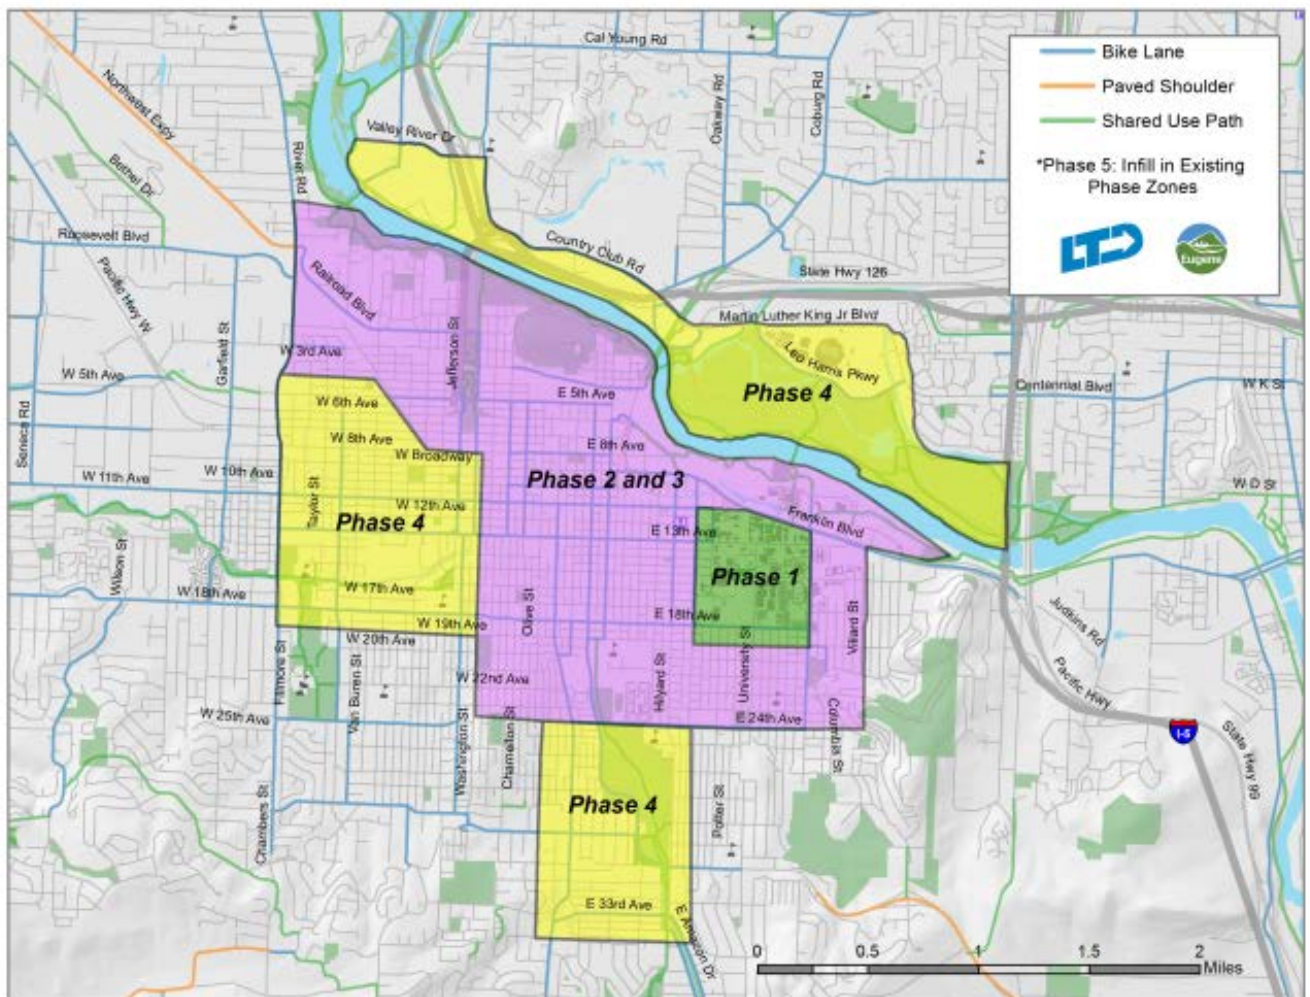 Cal Young Rd
Bike Lane
Paved Shoulder
Shared Use Path
*Phase 5: Infill in Existing
Phase Zones
LTD
Eugene
Northwest Expy
Bethel Dr
River Rd
Valley River Dr
Oakway Rd
Coburg Rd
Roosevelt Blvd
Pacific Hwy W
Railroad Blvd
Country Club Rd
State Hwy 126
Martin Luther King Jr Blvd
Leo Harris Pkwy
Garfield St
Jefferson St
W 3rd Ave
W 5th Ave
W 6th Ave
E 5th Ave
Phase 4
Centennial Blvd
W K St
Seneca Rd
W 8th Ave
E 8th Ave
W Broadway
W 11th Ave
W 10th Ave
Phase 2 and 3
W D St
Taylor St
W 12th Ave
Phase 4
E 13th Ave
Franklin Blvd
Phase 1
Wilson St
W 18th Ave
W 17th Ave
W 19th Ave
Olive St
E 18th Ave
Villard St
Judkins Rd
W 20th Ave
Fillmore St
Van Buren St
W 22nd Ave
Hilyard St
University St
Pacific Hwy
W 25th Ave
Washington St
Charnelton St
E 24th Ave
Columbia St
I-5
State Hwy 99
Chambers St
Phase 4
Potter St
E 33rd Ave
E Amazon Dr
0 0.5 1 1.5 2
Miles